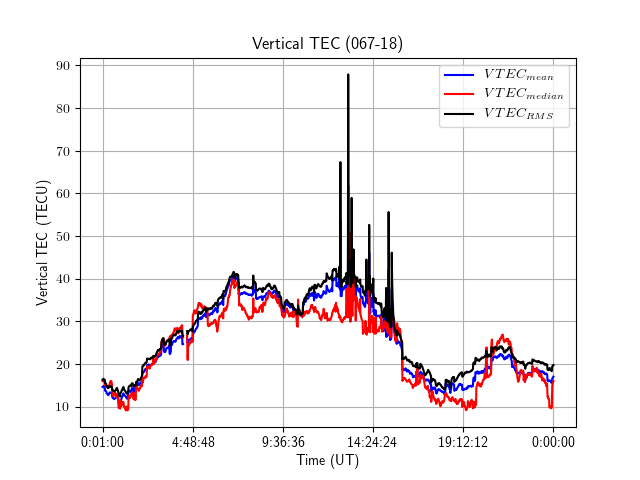 Vertical TEC (067-18)
90
80
70
60
50
40
30
20
10
Vertical TEC (TECU)
VTEC_mean
VTEC_median
VTEC_RMS
0:01:00 4:48:48 9:36:36 14:24:24 19:12:12 0:00:00
Time (UT)